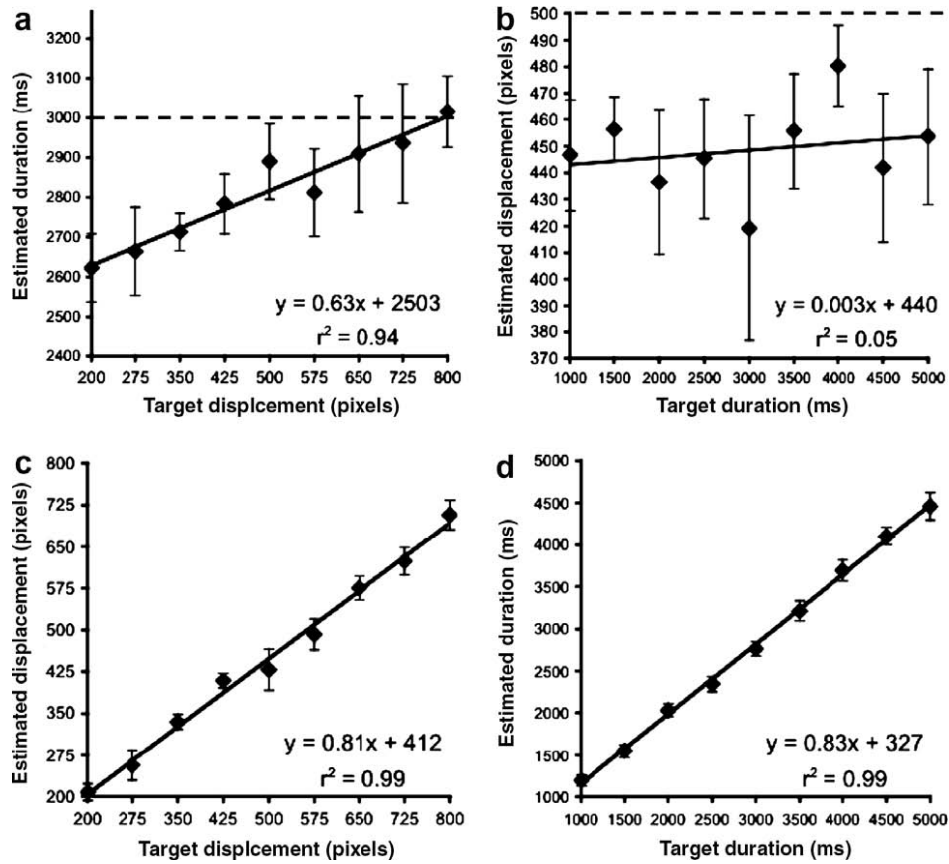 a
Estimated duration (ms)
3200
3100
3000
2900
2800
2700
2600
2500
2400
y = 0.63x + 2503
r² = 0.94
200 275 350 425 500 575 650 725 800
Target displcement (pixels)
b
Estimated displacement (pixels)
500
490
480
470
460
450
440
430
420
410
400
390
380
370
y = 0.003x + 440
r² = 0.05
1000 1500 2000 2500 3000 3500 4000 4500 5000
Target duration (ms)
c
Estimated displacement (pixels)
800
725
650
575
500
425
350
275
200
y = 0.81x + 412
r² = 0.99
200 275 350 425 500 575 650 725 800
Target displcement (pixels)
d
Estimated duration (ms)
5000
4500
4000
3500
3000
2500
2000
1500
1000
y = 0.83x + 327
r² = 0.99
1000 1500 2000 2500 3000 3500 4000 4500 5000
Target duration (ms)